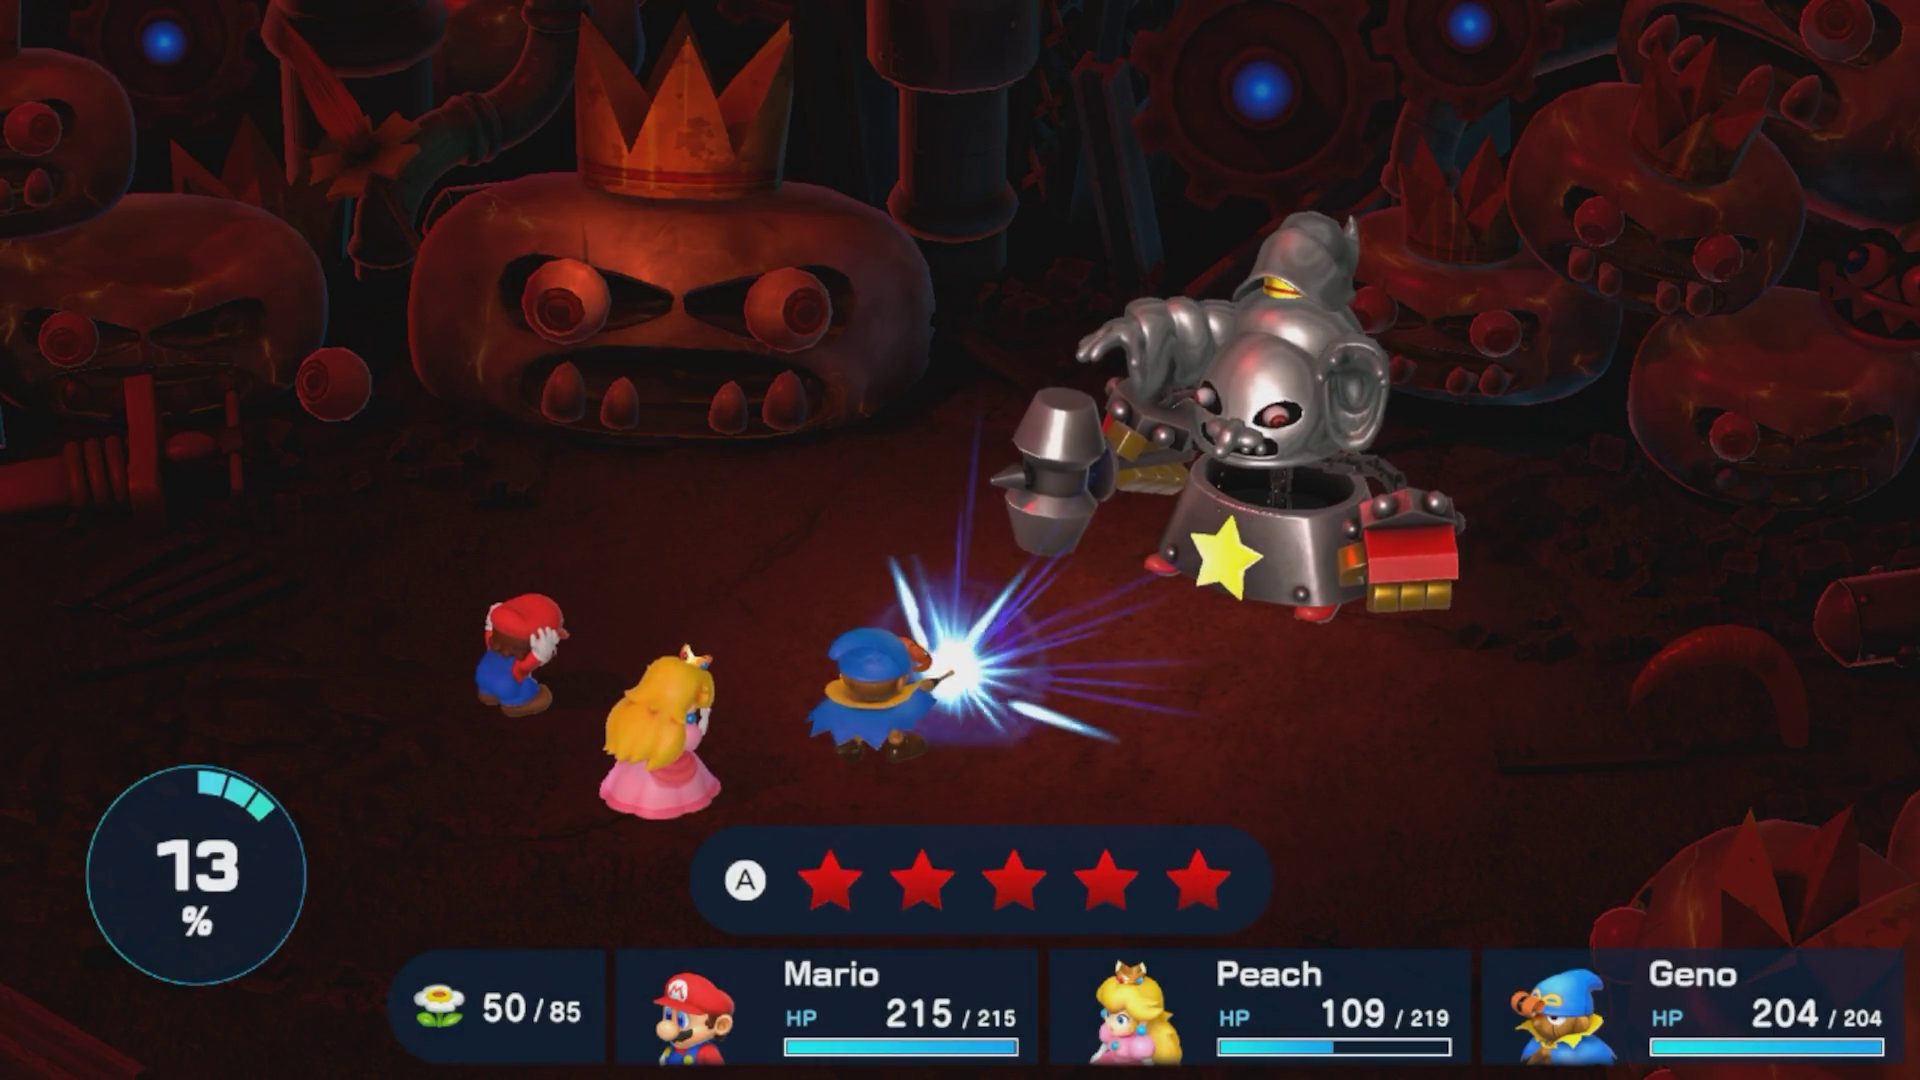 13
%
A
50 / 85
Mario
HP 215 / 215
Peach
HP 109 / 219
Geno
HP 204 / 204